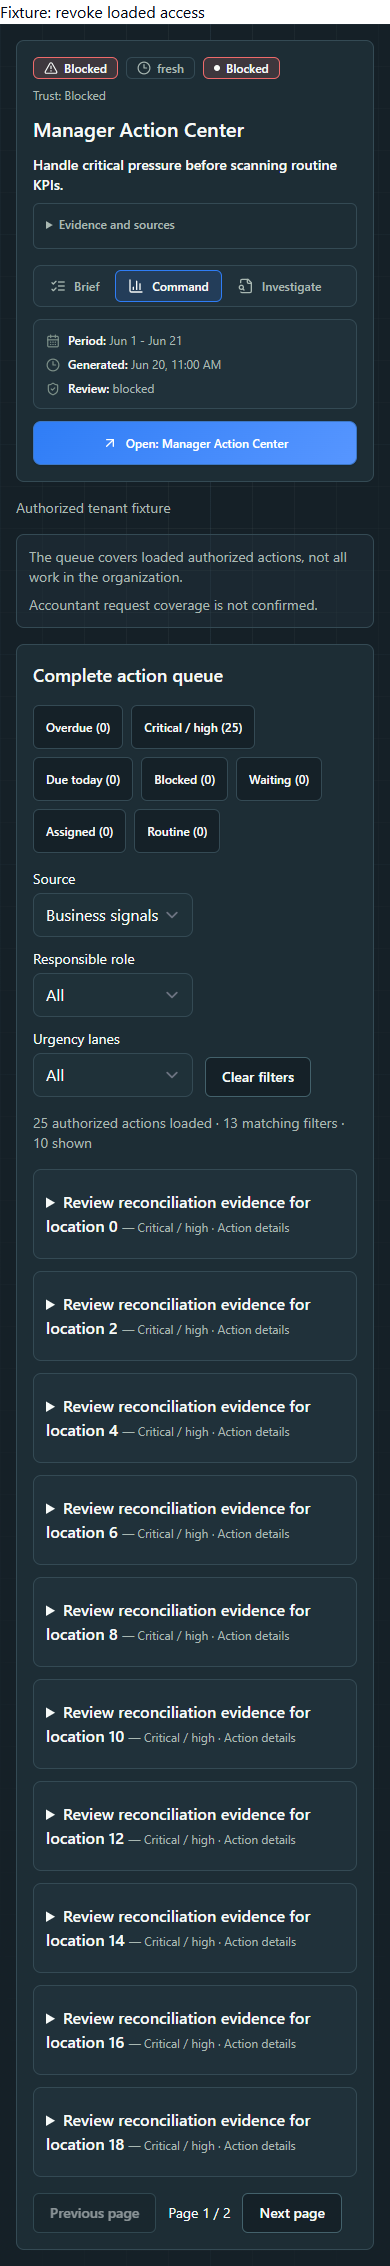 Fixture: revoke loaded access
Blocked
fresh
Blocked
Trust: Blocked
Manager Action Center
Handle critical pressure before scanning routine
KPIs.
Evidence and sources
Brief
Command
Investigate
Period: Jun 1 - Jun 21
Generated: Jun 20, 11:00 AM
Review: blocked
Open: Manager Action Center
Authorized tenant fixture
The queue covers loaded authorized actions, not all
work in the organization.
Accountant request coverage is not confirmed.
Complete action queue
Overdue (0)
Critical / high (25)
Due today (0)
Blocked (0)
Waiting (0)
Assigned (0)
Routine (0)
Source
Business signals
Responsible role
All
Urgency lanes
All
Clear filters
25 authorized actions loaded · 13 matching filters ·
10 shown
Review reconciliation evidence for
location 0 — Critical / high · Action details
Review reconciliation evidence for
location 2 — Critical / high · Action details
Review reconciliation evidence for
location 4 — Critical / high · Action details
Review reconciliation evidence for
location 6 — Critical / high · Action details
Review reconciliation evidence for
location 8 — Critical / high · Action details
Review reconciliation evidence for
location 10 — Critical / high · Action details
Review reconciliation evidence for
location 12 — Critical / high · Action details
Review reconciliation evidence for
location 14 — Critical / high · Action details
Review reconciliation evidence for
location 16 — Critical / high · Action details
Review reconciliation evidence for
location 18 — Critical / high · Action details
Previous page
Page 1 / 2
Next page